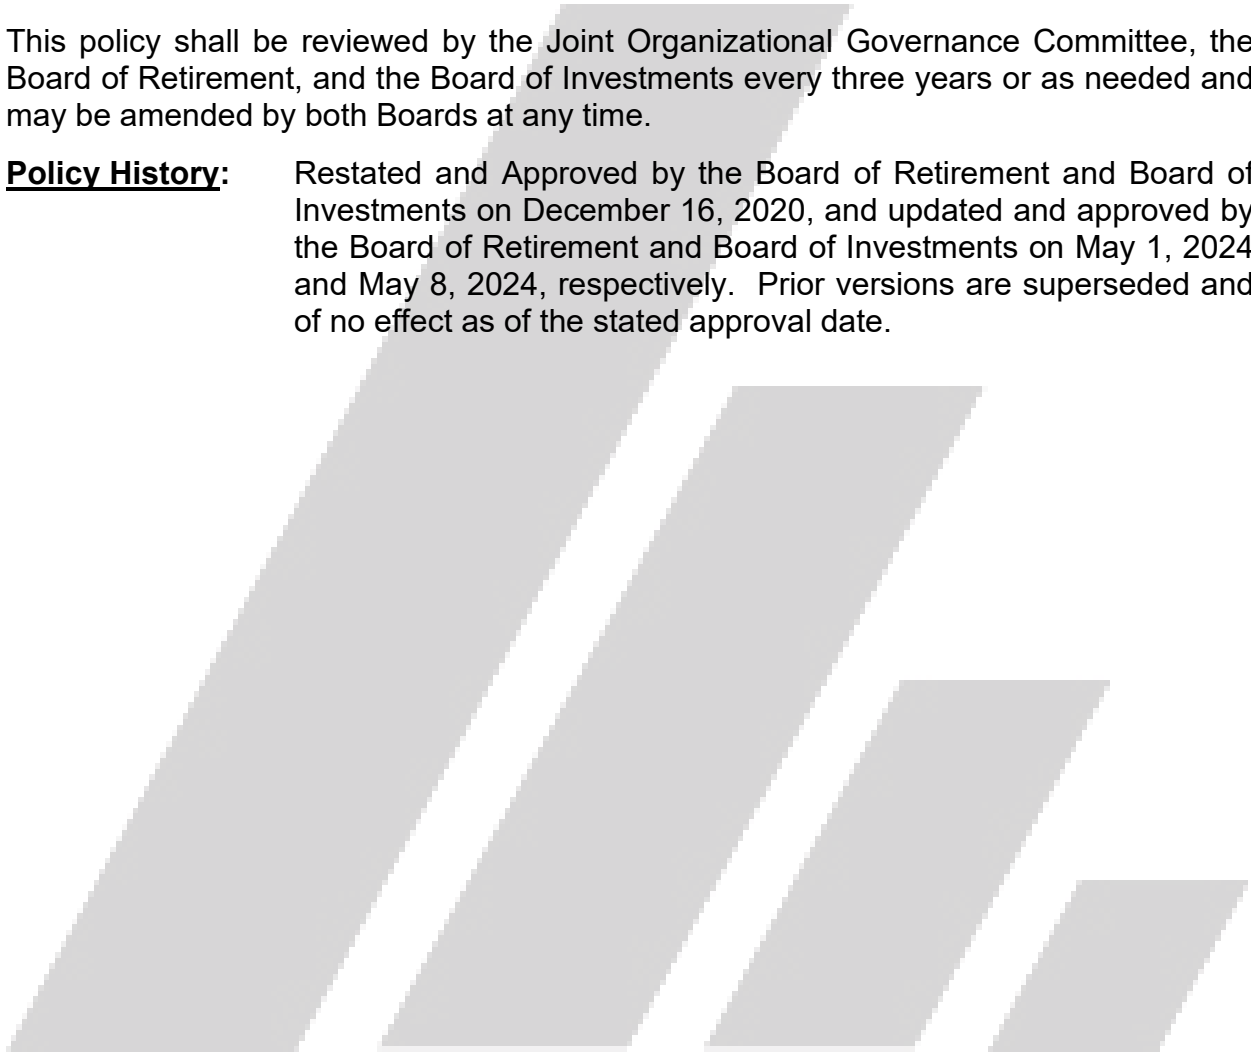 This policy shall be reviewed by the Joint Organizational Governance Committee, the
Board of Retirement, and the Board of Investments every three years or as needed and
may be amended by both Boards at any time.
Policy History: Restated and Approved by the Board of Retirement and Board of
Investments on December 16, 2020, and updated and approved by
the Board of Retirement and Board of Investments on May 1, 2024
and May 8, 2024, respectively.  Prior versions are superseded and
of no effect as of the stated approval date.